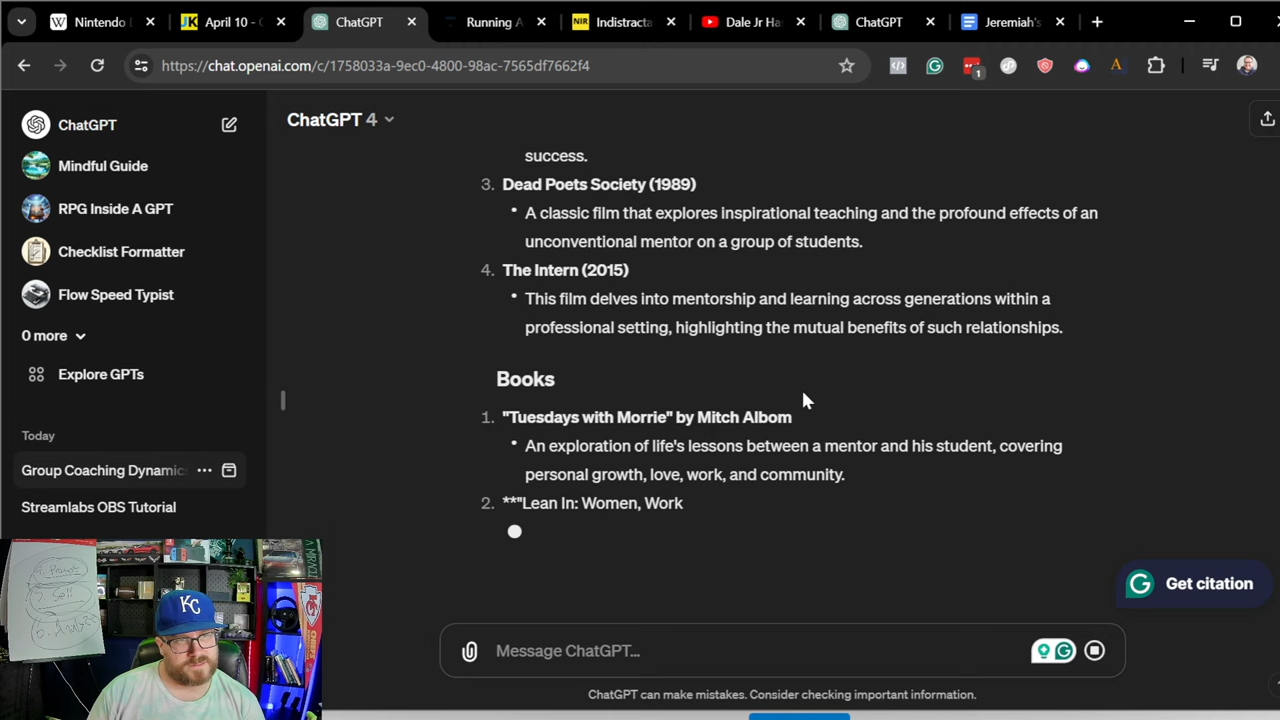 Nintendo
April 10 -
ChatGPT
Running A
Indistracta
Dale Jr Ha
ChatGPT
Jeremiah's
https://chat.openai.com/c/1758033a-9ec0-4800-98ac-7565df7662f4
1
ChatGPT
Mindful Guide
RPG Inside A GPT
Checklist Formatter
Flow Speed Typist
0 more
Explore GPTs
Today
Group Coaching Dynamics
Streamlabs OBS Tutorial
ChatGPT 4
success.
3. Dead Poets Society (1989)
• A classic film that explores inspirational teaching and the profound effects of an
unconventional mentor on a group of students.
4. The Intern (2015)
• This film delves into mentorship and learning across generations within a
professional setting, highlighting the mutual benefits of such relationships.
Books
1. "Tuesdays with Morrie" by Mitch Albom
• An exploration of life's lessons between a mentor and his student, covering
personal growth, love, work, and community.
2. **"Lean In: Women, Work
Get citation
Message ChatGPT...
ChatGPT can make mistakes. Consider checking important information.
KC